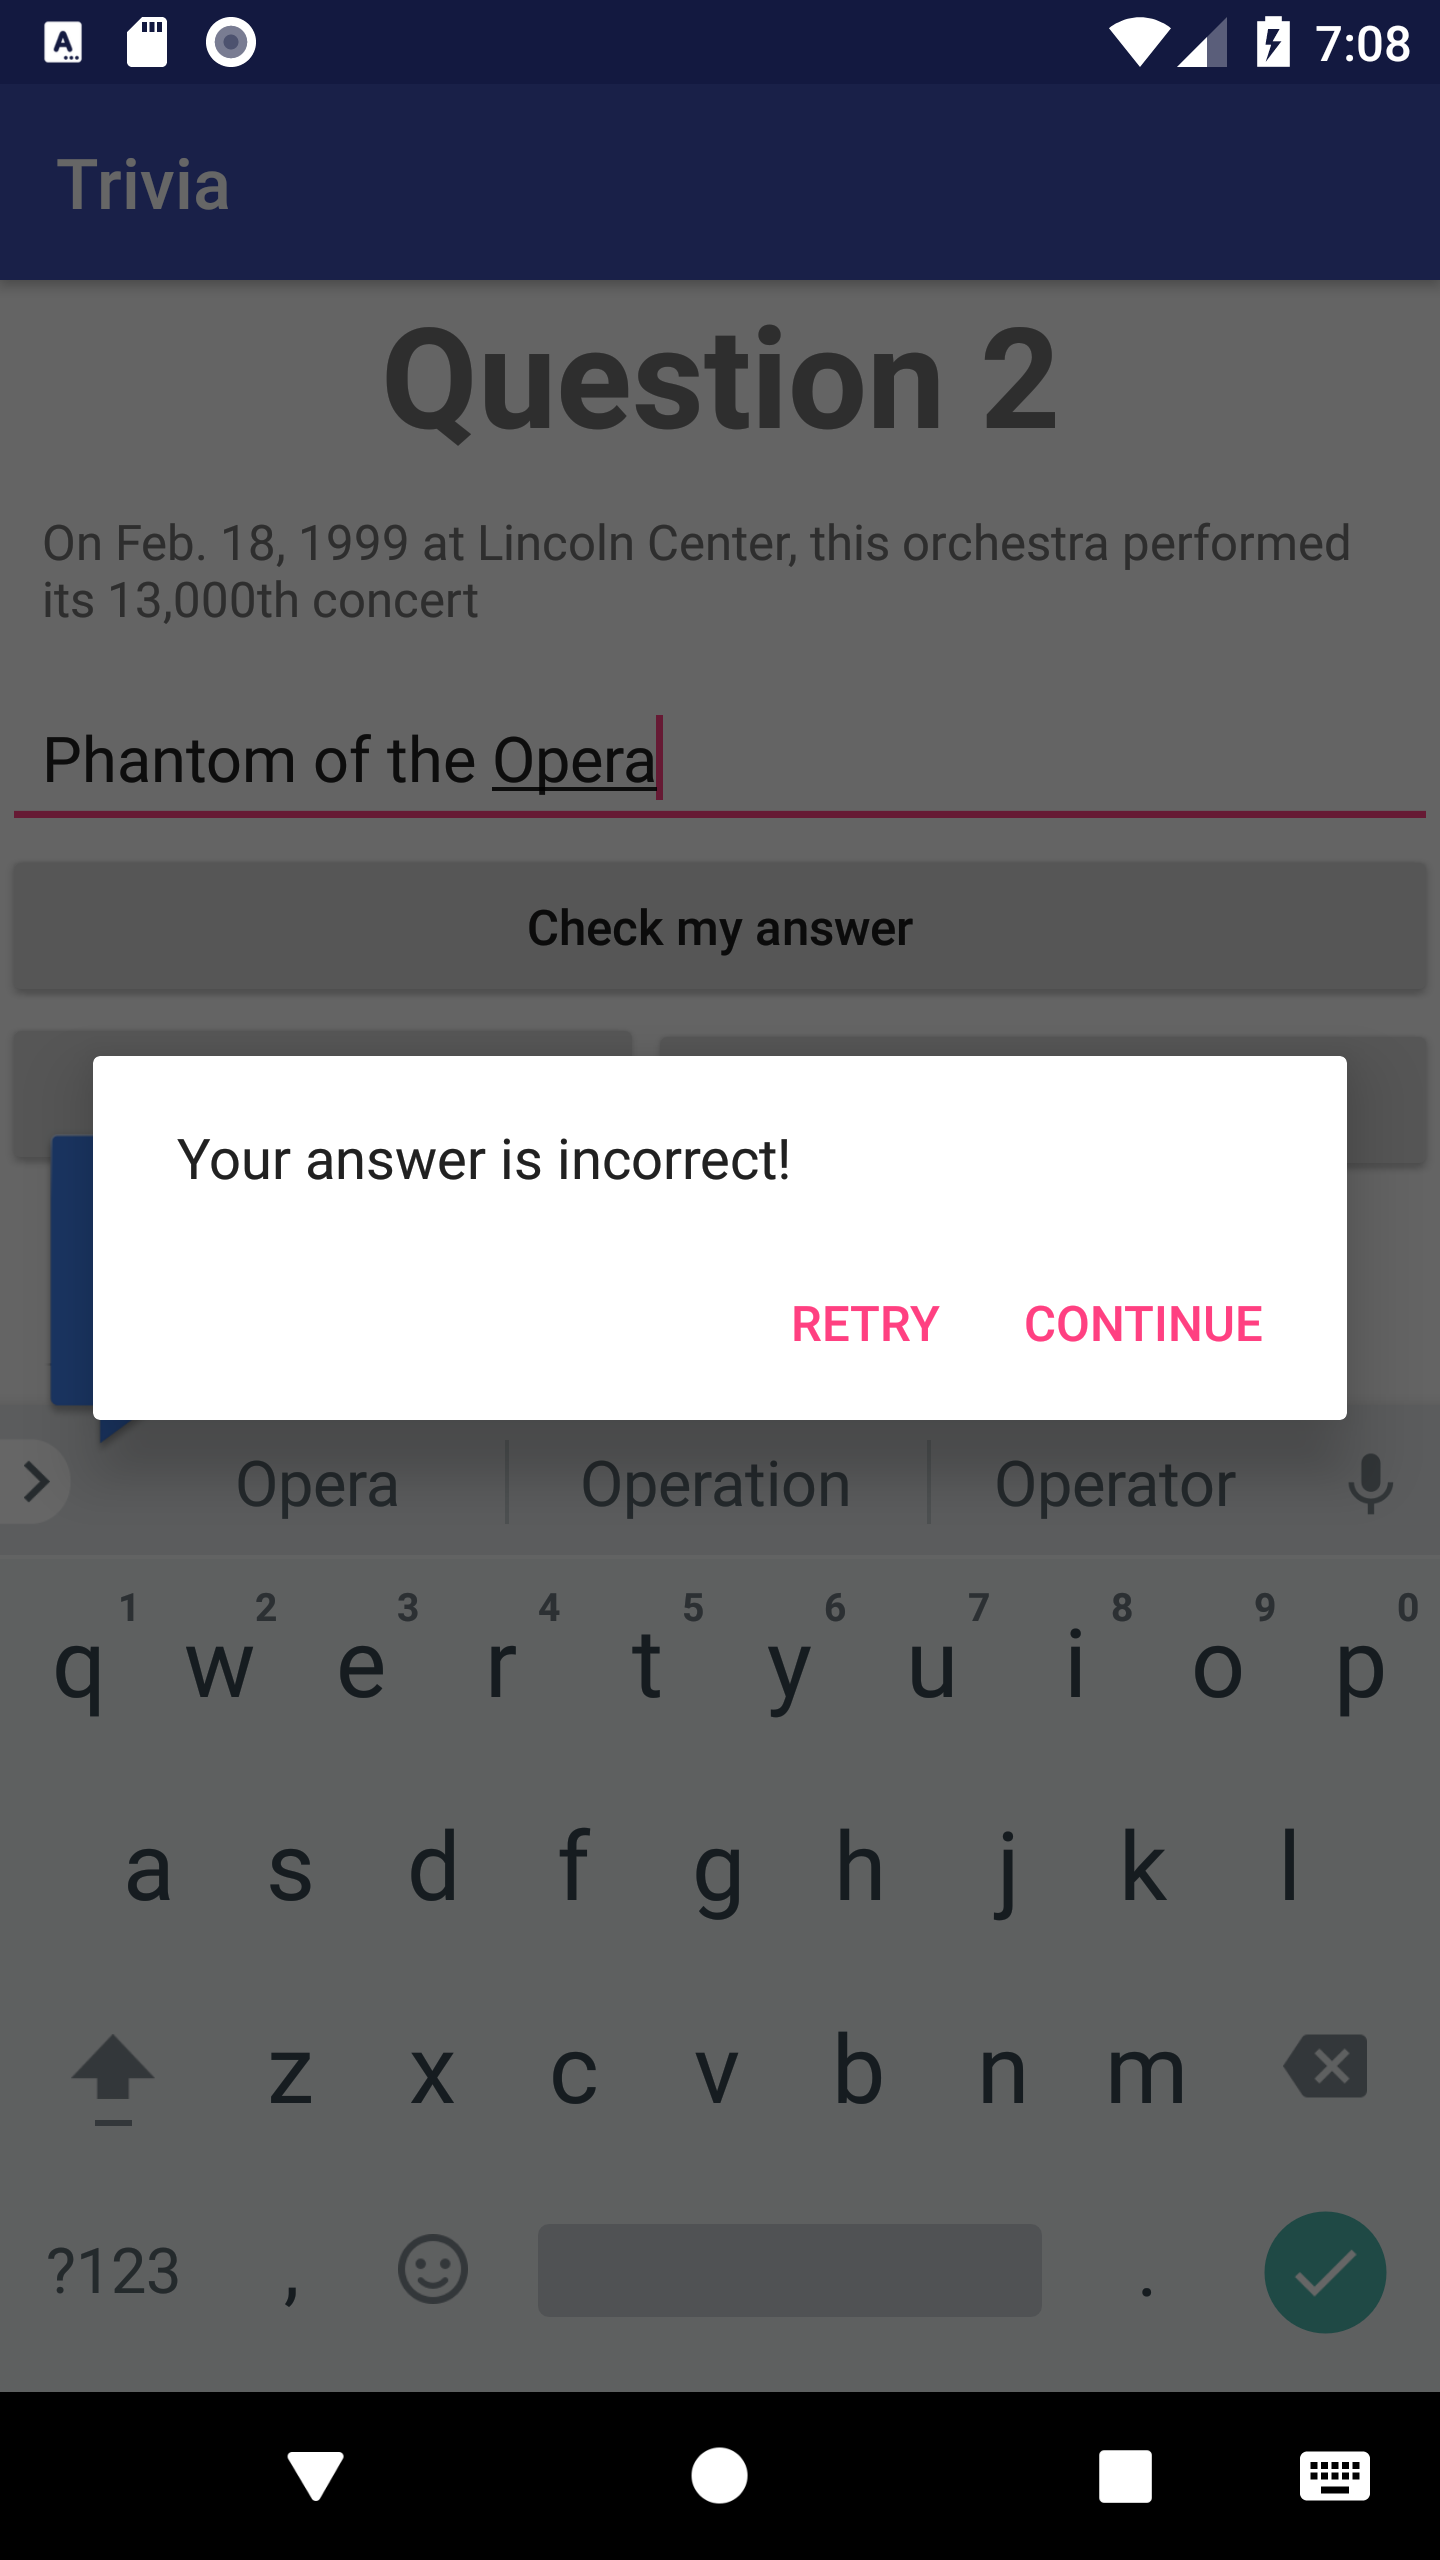 7:08
Trivia
Question 2
On Feb. 18, 1999 at Lincoln Center, this orchestra performed
its 13,000th concert
Phantom of the Opera
Check my answer
Your answer is incorrect!
RETRY CONTINUE
Opera Operation Operator
1 2 3 4 5 6 7 8 9 0
q w e r t y u i o p
a s d f g h j k l
z x c v b n m
?123 , .